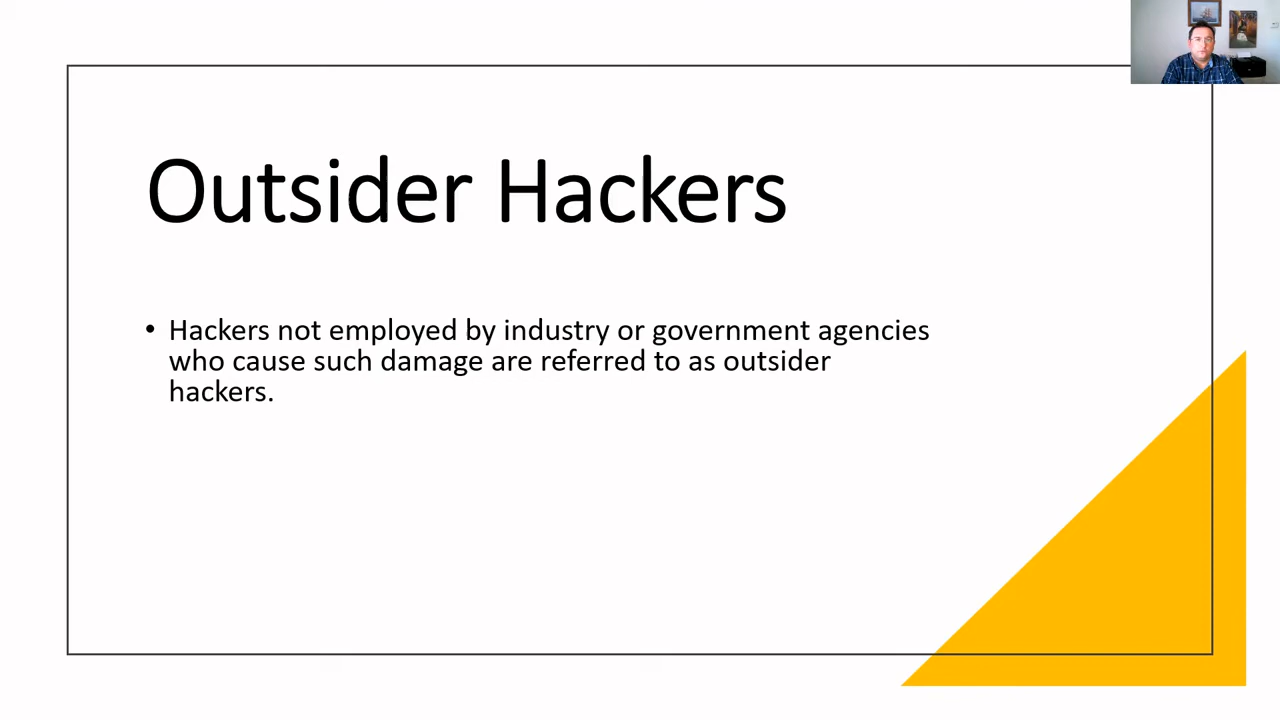 Outsider Hackers
• Hackers not employed by industry or government agencies
who cause such damage are referred to as outsider
hackers.